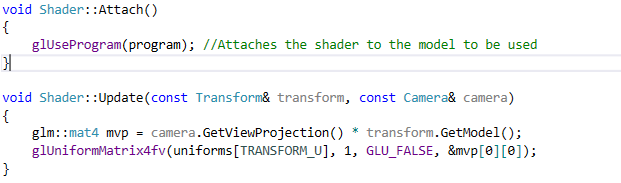 void Shader::Attach()
{
glUseProgram(program); //Attaches the shader to the model to be used
}
void Shader::Update(const Transform& transform, const Camera& camera)
{
glm::mat4 mvp = camera.GetViewProjection() * transform.GetModel();
glUniformMatrix4fv(uniforms[TRANSFORM_U], 1, GLU_FALSE, &mvp[0][0]);
}